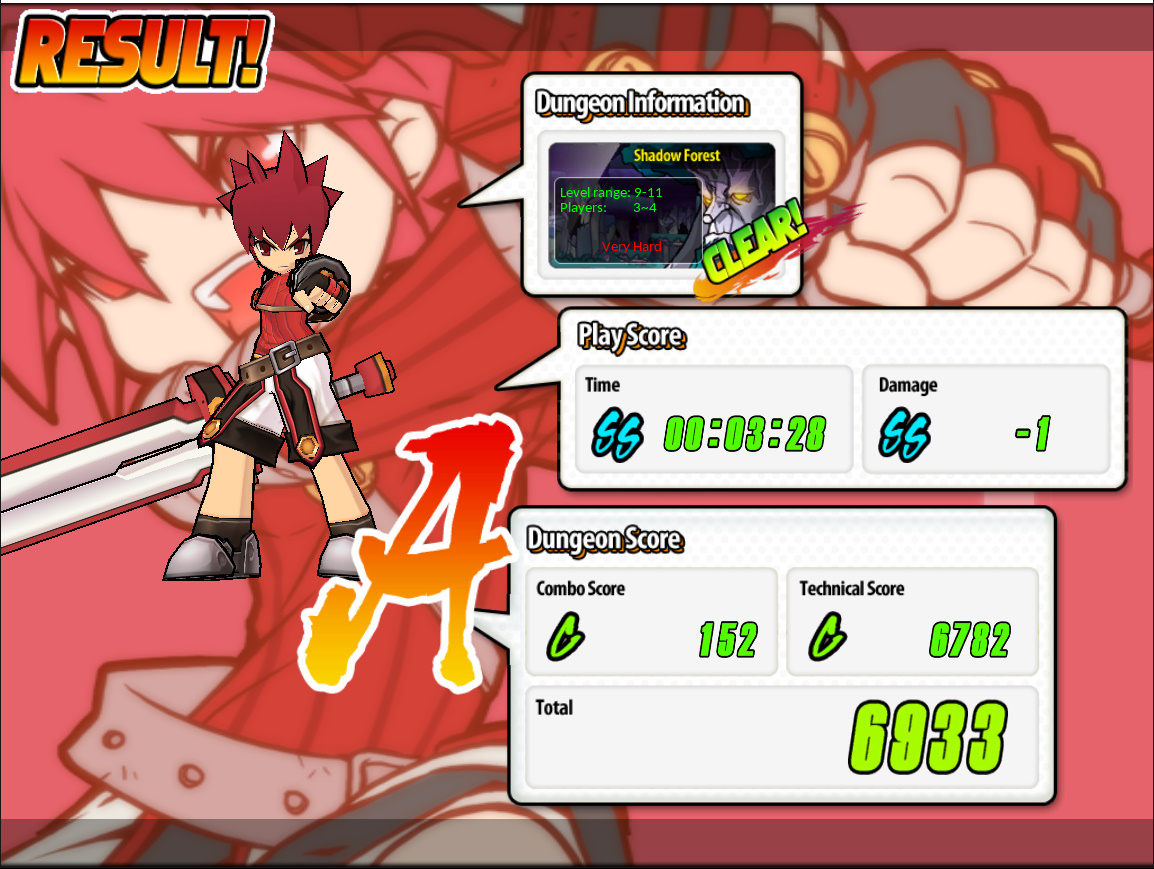 RESULT!
Dungeon Information
Shadow Forest
Level range: 9-11
Players: 3~4
Very Hard
CLEAR!
Play Score
Time
SS 00:03:28
Damage
SS -1
A
Dungeon Score
Combo Score
C 152
Technical Score
C 6782
Total
6933